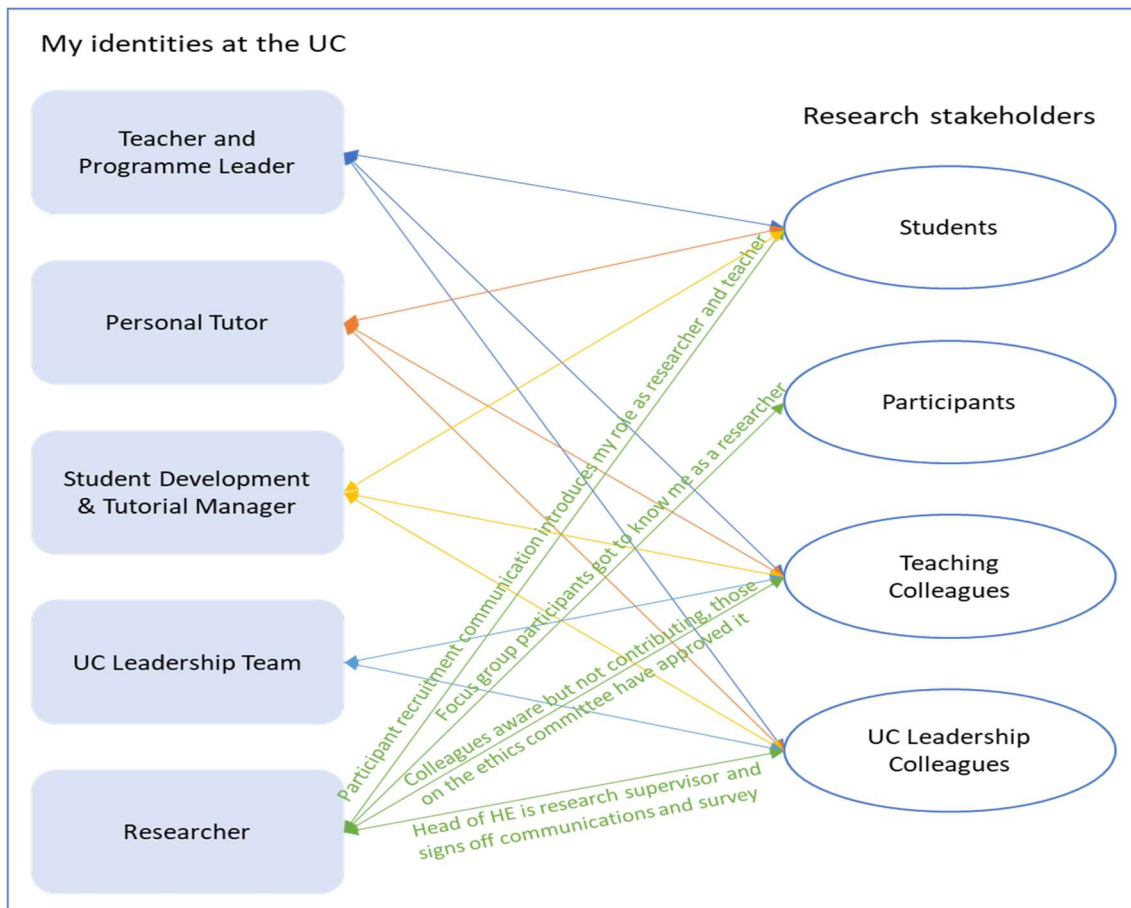 My identities at the UC
Teacher and
Programme Leader
Personal Tutor
Student Development
& Tutorial Manager
UC Leadership Team
Researcher
Research stakeholders
Students
Participants
Teaching
Colleagues
UC Leadership
Colleagues
Participant recruitment communication introduces my role as researcher and teacher
Focus group participants got to know me as a researcher
Colleagues aware but not contributing, those
on the ethics committee have approved it
Head of HE is research supervisor and
signs off communications and survey